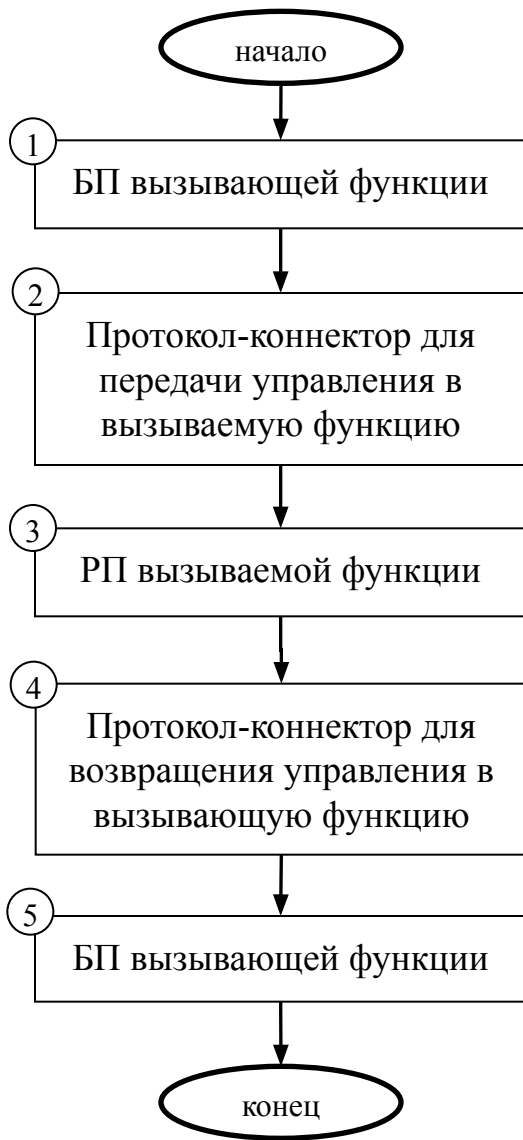 начало
1
БП вызывающей функции
2
Протокол-коннектор для
передачи управления в
вызываемую функцию
3
РП вызываемой функции
4
Протокол-коннектор для
возвращения управления в
вызывающую функцию
5
БП вызывающей функции
конец